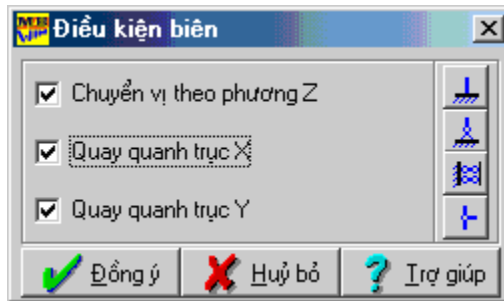 Điều kiện biên
Chuyển vị theo phương Z
Quay quanh trục X
Quay quanh trục Y
Đồng ý
Huỷ bỏ
Trợ giúp